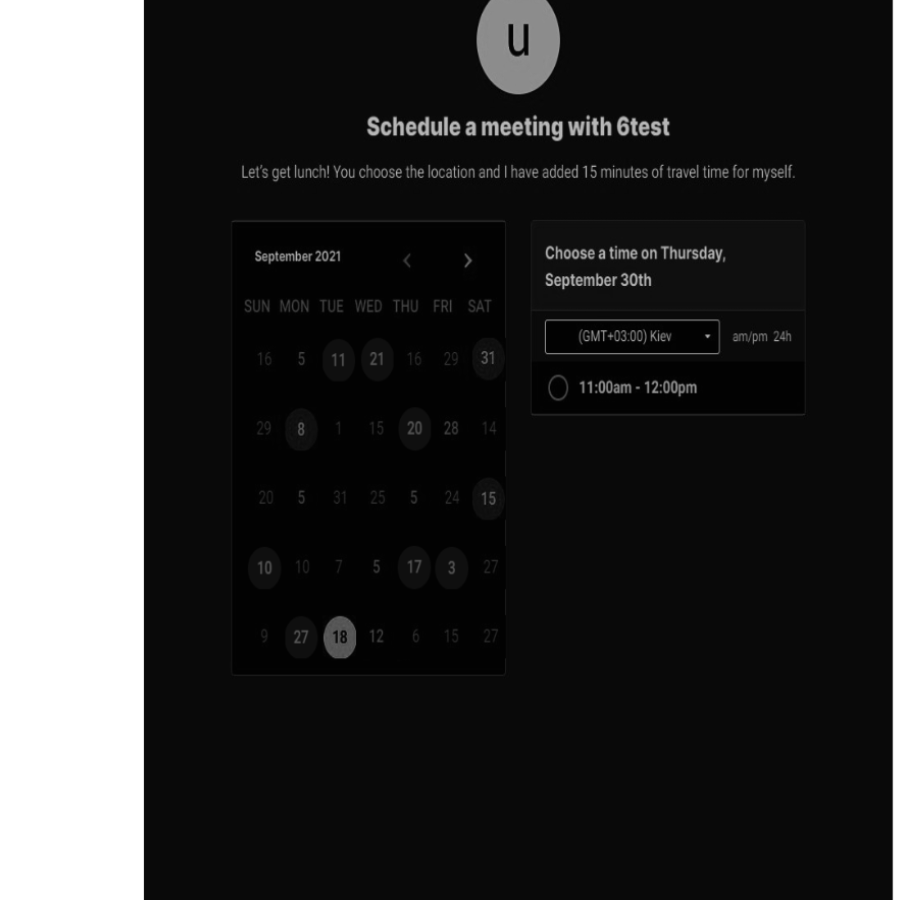 u
Schedule a meeting with 6test
Let's get lunch! You choose the location and I have added 15 minutes of travel time for myself.
September 2021
SUN MON TUE WED THU FRI SAT
16 5 11 21 16 29 31
29 8 1 15 20 28 14
20 5 31 25 5 24 15
10 10 7 5 17 3 27
9 27 18 12 6 15 27
Choose a time on Thursday,
September 30th
(GMT+03:00) Kiev am/pm 24h
11:00am - 12:00pm